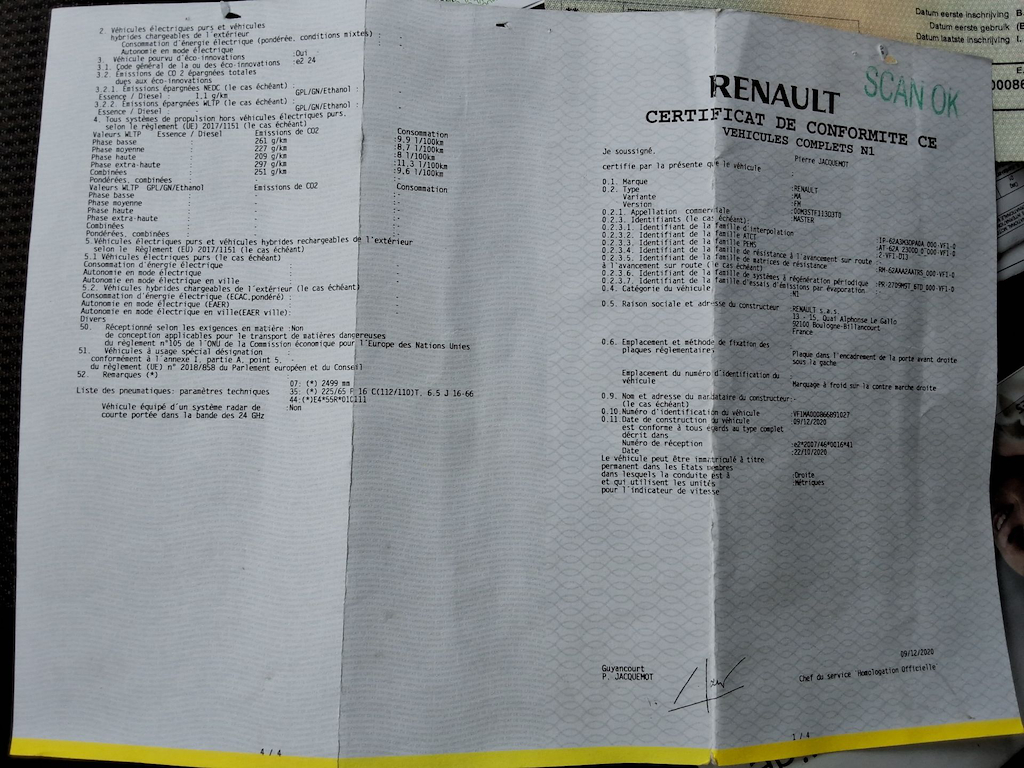 2. Véhicules électriques purs et véhicules
hybrides chargeables de l'extérieur
Consommation d'énergie électrique (pondérée, conditions mixtes) :
Autonomie en mode électrique
3. Véhicule pourvu d'éco-innovations :Oui
3.1. Code général de la ou des éco-innovations :e2 24
3.2. Emissions de CO 2 épargnées totales
dues aux éco-innovations
3.2.1. Emissions épargnées NEDC (le cas échéant) :
Essence / Diesel : 1,1 g/km GPL/GN/Ethanol :
3.2.2. Emissions épargnées WLTP (le cas échéant) :
Essence / Diesel : GPL/GN/Ethanol :
4. Tous systèmes de propulsion hors véhicules électriques purs,
selon le règlement (UE) 2017/1151 (le cas échéant)
Valeurs WLTP Essence / Diesel Emissions de CO2 Consommation
Phase basse : 261 g/km :9,9 l/100km
Phase moyenne : 227 g/km :8,7 l/100km
Phase haute : 209 g/km :8 l/100km
Phase extra-haute : 297 g/km :11,3 l/100km
Combinées : 251 g/km :9,6 l/100km
Pondérées, combinées :
Valeurs WLTP GPL/GN/Ethanol Emissions de CO2 Consommation
Phase basse :
Phase moyenne :
Phase haute :
Phase extra-haute :
Combinées :
Pondérées, combinées :
5.Véhicules électriques purs et véhicules hybrides rechargeables de l'extérieur
selon le Règlement (EU) 2017/1151 (le cas échéant)
5.1 Véhicules électriques purs (le cas échéant)
Consommation d'énergie électrique :
Autonomie en mode électrique :
Autonomie en mode électrique en ville :
5.2. Véhicules hybrides chargeables de l'extérieur (le cas échéant)
Consommation d'énergie électrique (ECAC,pondéré) :
Autonomie en mode électrique (EAER) :
Autonomie en mode électrique en ville(EAER ville):
Divers
50. Réceptionné selon les exigences en matière :Non
de conception applicables pour le transport de matières dangereuses
du règlement n°105 de l'ONU de la Commission économique pour l'Europe des Nations Unies
51. Véhicules à usage spécial désignation :
conformément à l'annexe I, partie A, point 5, :-
du règlement (UE) n° 2018/858 du Parlement européen et du Conseil
52. Remarques (*)
07: (*) 2499 mm
Liste des pneumatiques: paramètres techniques 35: (*) 225/65 R 16 C(112/110)T, 6.5 J 16-66
44:(*)E4*55R*010111
Véhicule équipé d'un système radar de :Non
courte portée dans la bande des 24 GHz
4 / 4
RENAULT
SCAN OK
CERTIFICAT DE CONFORMITE CE
VEHICULES COMPLETS N1
Je soussigné, Pierre JACQUEMOT
certifie par la présente que le véhicule :
0.1. Marque :RENAULT
0.2. Type :MA
Variante :FM
Version
0.2.1. Appellation commerciale :MASTER
0.2.3. Identifiants (le cas échéant):
0.2.3.1. Identifiant de la famille d'interpolation
0.2.3.2. Identifiant de la famille ATCT
0.2.3.3. Identifiant de la famille PEMS
0.2.3.4. Identifiant de la famille de résistance à l'avancement sur route
0.2.3.5. Identifiant de la famille de matrices de résistance
à l'avancement sur route (le cas échéant)
0.2.3.6. Identifiant de la famille de systèmes à régénération périodique
0.2.3.7. Identifiant de la famille d'essais d'émissions par évaporation
0.4. Catégorie du véhicule :N1
0.5. Raison sociale et adresse du constructeur :RENAULT s.a.s.
13 - 15, Quai Alphonse Le Gallo
92100 Boulogne-Billancourt
France
0.6. Emplacement et méthode de fixation des
plaques réglementaires
Plaque dans l'encadrement de la porte avant droite
sous la gache
Emplacement du numéro d'identification du
véhicule
Marquage à froid sur la contre marche droite
0.9. Nom et adresse du mandataire du constructeur:-
(le cas échéant)
0.10. Numéro d'identification du véhicule :VF1MA000866891027
0.11 Date de construction du véhicule :09/12/2020
est conforme à tous égards au type complet
décrit dans
Numéro de réception :e2*2007/46*0016*41
Date :22/10/2020
Le véhicule peut être immatriculé à titre
permanent dans les Etats membres
dans lesquels la conduite est à :Droite
et qui utilisent les unités :Métriques
pour l'indicateur de vitesse
09/12/2020
Guyancourt
P. JACQUEMOT
Chef du service Homologation Officielle
1 / 4
Datum eerste inschrijving
Datum eerste gebruik
Datum laatste inschrijving